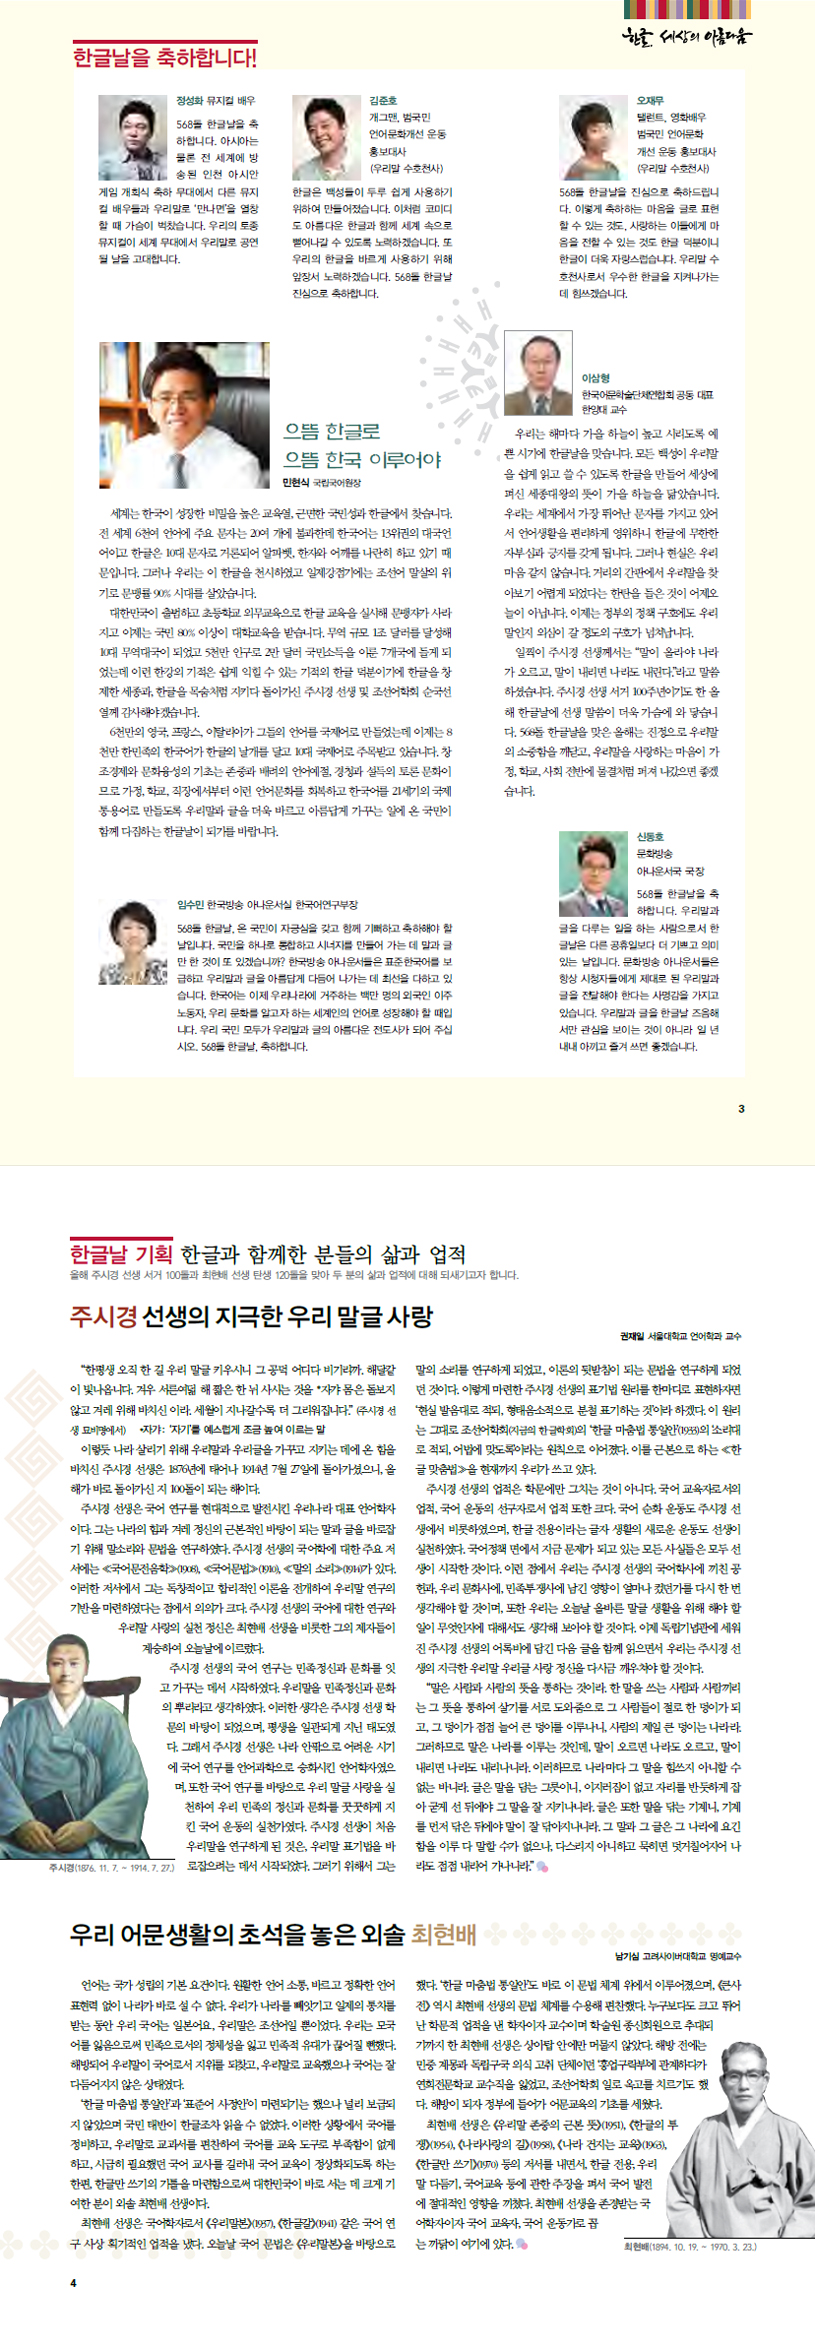 한글, 세상의 아름다움
한글날을 축하합니다!
정성화 뮤지컬 배우
568돌 한글날을 축
하합니다. 아시아는
물론 전 세계에 방
송된 인천 아시안
게임 개회식 축하 무대에서 다른 뮤지
컬 배우들과 우리말로 '만나면'을 열창
할 때 가슴이 벅찼습니다. 우리의 토종
뮤지컬이 세계 무대에서 우리말로 공연
될 날을 고대합니다.
김준호
개그맨, 범국민
언어문화개선 운동
홍보대사
(우리말 수호천사)
한글은 백성들이 두루 쉽게 사용하기
위하여 만들어졌습니다. 이처럼 코미디
도 아름다운 한글과 함께 세계 속으로
뻗어나갈 수 있도록 노력하겠습니다. 또
우리의 한글을 바르게 사용하기 위해
앞장서 노력하겠습니다. 568돌 한글날
진심으로 축하합니다.
오재무
탤런트, 영화배우
범국민 언어문화
개선 운동 홍보대사
(우리말 수호천사)
568돌 한글날을 진심으로 축하드립니
다. 이렇게 축하하는 마음을 글로 표현
할 수 있는 것도, 사랑하는 이들에게 마
음을 전할 수 있는 것도 한글 덕분이니
한글이 더욱 자랑스럽습니다. 우리말 수
호천사로서 우수한 한글을 지켜나가는
데 힘쓰겠습니다.
으뜸 한글로
으뜸 한국 이루어야
민현식 국립국어원장
세계는 한국이 성장한 비밀을 높은 교육열, 근면한 국민성과 한글에서 찾습니다.
전 세계 6천여 언어에 주요 문자는 20여 개에 불과한데 한국어는 13위권의 대국언
어이고 한글은 10대 문자로 거론되어 알파벳, 한자와 어깨를 나란히 하고 있기 때
문입니다. 그러나 우리는 이 한글을 천시하였고 일제강점기에는 조선어 말살의 위
기로 문맹률 90% 시대를 살았습니다.
대한민국이 출범하고 초등학교 의무교육으로 한글 교육을 실시해 문맹자가 사라
지고 이제는 국민 80% 이상이 대학교육을 받습니다. 무역 규모 1조 달러를 달성해
10대 무역대국이 되었고 5천만 인구로 2만 달러 국민소득을 이룬 7개국에 들게 되
었는데 이런 한강의 기적은 쉽게 익힐 수 있는 기적의 한글 덕분이기에 한글을 창
제한 세종과, 한글을 목숨처럼 지키다 돌아가신 주시경 선생 및 조선어학회 순국선
열께 감사해야겠습니다.
6천만의 영국, 프랑스, 이탈리아가 그들의 언어를 국제어로 만들었는데 이제는 8
천만 한민족의 한국어가 한글의 날개를 달고 10대 국제어로 주목받고 있습니다. 창
조경제와 문화융성의 기초는 존중과 배려의 언어예절, 경청과 설득의 토론 문화이
므로 가정, 학교, 직장에서부터 이런 언어문화를 회복하고 한국어를 21세기의 국제
통용어로 만들도록 우리말과 글을 더욱 바르고 아름답게 가꾸는 일에 온 국민이
함께 다짐하는 한글날이 되기를 바랍니다.
이삼형
한국어문학술단체연합회 공동 대표
한양대 교수
우리는 해마다 가을 하늘이 높고 시리도록 예
쁜 시기에 한글날을 맞습니다. 모든 백성이 우리말
을 쉽게 읽고 쓸 수 있도록 한글을 만들어 세상에
펴신 세종대왕의 뜻이 가을 하늘을 닮았습니다.
우리는 세계에서 가장 뛰어난 문자를 가지고 있어
서 언어생활을 편리하게 영위하니 한글에 무한한
자부심과 긍지를 갖게 됩니다. 그러나 현실은 우리
마음 같지 않습니다. 거리의 간판에서 우리말을 찾
아보기 어렵게 되었다는 한탄을 들은 것이 어제오
늘이 아닙니다. 이제는 정부의 정책 구호에도 우리
말인지 의심이 갈 정도의 구호가 넘쳐납니다.
일찍이 주시경 선생께서는 "말이 올라야 나라
가 오르고, 말이 내리면 나라도 내린다."라고 말씀
하셨습니다. 주시경 선생 서거 100주년이기도 한 올
해 한글날에 선생 말씀이 더욱 가슴에 와 닿습니
다. 568돌 한글날을 맞은 올해는 진정으로 우리말
의 소중함을 깨닫고, 우리말을 사랑하는 마음이 가
정, 학교, 사회 전반에 물결처럼 퍼져 나갔으면 좋겠
습니다.
임수민 한국방송 아나운서실 한국어연구부장
568돌 한글날, 온 국민이 자긍심을 갖고 함께 기뻐하고 축하해야 할
날입니다. 국민을 하나로 통합하고 시너지를 만들어 가는 데 말과 글
만 한 것이 또 있겠습니까? 한국방송 아나운서들은 표준한국어를 보
급하고 우리말과 글을 아름답게 다듬어 나가는 데 최선을 다하고 있
습니다. 한국어는 이제 우리나라에 거주하는 백만 명의 외국인 이주
노동자, 우리 문화를 알고자 하는 세계인의 언어로 성장해야 할 때입
니다. 우리 국민 모두가 우리말과 글의 아름다운 전도사가 되어 주십
시오. 568돌 한글날, 축하합니다.
신동호
문화방송
아나운서국 국장
568돌 한글날을 축
하합니다. 우리말과
글을 다루는 일을 하는 사람으로서 한
글날은 다른 공휴일보다 더 기쁘고 의미
있는 날입니다. 문화방송 아나운서들은
항상 시청자들에게 제대로 된 우리말과
글을 전달해야 한다는 사명감을 가지고
있습니다. 우리말과 글을 한글날 즈음해
서만 관심을 보이는 것이 아니라 일 년
내내 아끼고 즐겨 쓰면 좋겠습니다.
3
한글날 기획 한글과 함께한 분들의 삶과 업적
올해 주시경 선생 서거 100돌과 최현배 선생 탄생 120돌을 맞아 두 분의 삶과 업적에 대해 되새기고자 합니다.
주시경 선생의 지극한 우리 말글 사랑
권재일 서울대학교 언어학과 교수
"한평생 오직 한 길 우리 말글 키우시니 그 공덕 어디다 비기리까. 해달같
이 빛나옵니다. 겨우 서른여덟 해 짧은 한 뉘 사시는 것을 *자가 몸은 돌보지
않고 겨레 위해 바치신 이라. 세월이 지나갈수록 더 그리워집니다." (주시경 선
생 묘비명에서) *자가: '자기'를 예스럽게 조금 높여 이르는 말
이렇듯 나라 살리기 위해 우리말과 우리글을 가꾸고 지키는 데에 온 힘을
바치신 주시경 선생은 1876년에 태어나 1914년 7월 27일에 돌아가셨으니, 올
해가 바로 돌아가신 지 100돌이 되는 해이다.
주시경 선생은 국어 연구를 현대적으로 발전시킨 우리나라 대표 언어학자
이다. 그는 나라의 힘과 겨레 정신의 근본적인 바탕이 되는 말과 글을 바로잡
기 위해 말소리와 문법을 연구하였다. 주시경 선생의 국어학에 대한 주요 저
서에는 ≪국어문전음학≫(1908), ≪국어문법≫(1910), ≪말의 소리≫(1914)가 있다.
이러한 저서에서 그는 독창적이고 합리적인 이론을 전개하여 우리말 연구의
기반을 마련하였다는 점에서 의의가 크다. 주시경 선생의 국어에 대한 연구와
우리말 사랑의 실천 정신은 최현배 선생을 비롯한 그의 제자들이
계승하여 오늘날에 이르렀다.
주시경 선생의 국어 연구는 민족정신과 문화를 잇
고 가꾸는 데서 시작하였다. 우리말을 민족정신과 문화
의 뿌리라고 생각하였다. 이러한 생각은 주시경 선생 학
문의 바탕이 되었으며, 평생을 일관되게 지닌 태도였
다. 그래서 주시경 선생은 나라 안팎으로 어려운 시기
에 국어 연구를 언어과학으로 승화시킨 언어학자였으
며, 또한 국어 연구를 바탕으로 우리 말글 사랑을 실
천하여 우리 민족의 정신과 문화를 꿋꿋하게 지
킨 국어 운동의 실천가였다. 주시경 선생이 처음
우리말을 연구하게 된 것은, 우리말 표기법을 바
로잡으려는 데서 시작되었다. 그러기 위해서 그는
주시경(1876. 11. 7. ~ 1914. 7. 27.)
말의 소리를 연구하게 되었고, 이론의 뒷받침이 되는 문법을 연구하게 되었
던 것이다. 이렇게 마련한 주시경 선생의 표기법 원리를 한마디로 표현하자면
'현실 발음대로 적되, 형태음소적으로 분철 표기하는 것'이라 하겠다. 이 원리
는 그대로 조선어학회(지금의 한글학회)의 '한글 마춤법 통일안'(1933)의 '소리대
로 적되, 어법에 맞도록'이라는 원칙으로 이어졌다. 이를 근본으로 하는 ≪한
글 맞춤법≫을 현재까지 우리가 쓰고 있다.
주시경 선생의 업적은 학문에만 그치는 것이 아니다. 국어 교육자로서의
업적, 국어 운동의 선구자로서 업적 또한 크다. 국어 순화 운동도 주시경 선
생에서 비롯하였으며, 한글 전용이라는 글자 생활의 새로운 운동도 선생이
실천하였다. 국어정책 면에서 지금 문제가 되고 있는 모든 사실들은 모두 선
생이 시작한 것이다. 이런 점에서 우리는 주시경 선생의 국어학사에 끼친 공
헌과, 우리 문화사에, 민족투쟁사에 남긴 영향이 얼마나 컸던가를 다시 한 번
생각해야 할 것이며, 또한 우리는 오늘날 올바른 말글 생활을 위해 해야 할
일이 무엇인지에 대해서도 생각해 보아야 할 것이다. 이제 독립기념관에 세워
진 주시경 선생의 어록비에 담긴 다음 글을 함께 읽으면서 우리는 주시경 선
생의 지극한 우리말 우리글 사랑 정신을 다시금 깨우쳐야 할 것이다.
"말은 사람과 사람의 뜻을 통하는 것이라. 한 말을 쓰는 사람과 사람끼리
는 그 뜻을 통하여 살기를 서로 도와줌으로 그 사람들이 절로 한 덩이가 되
고, 그 덩이가 점점 늘어 큰 덩이를 이루나니, 사람의 제일 큰 덩이는 나라라.
그러하므로 말은 나라를 이루는 것인데, 말이 오르면 나라도 오르고, 말이
내리면 나라도 내리나니라. 이러하므로 나라마다 그 말을 힘쓰지 아니할 수
없는 바니라. 글은 말을 담는 그릇이니, 이지러짐이 없고 자리를 반듯하게 잡
아 굳게 선 뒤에야 그 말을 잘 지키나니라. 글은 또한 말을 닦는 기계니, 기계
를 먼저 닦은 뒤에야 말이 잘 닦아지나니라. 그 말과 그 글은 그 나라에 요긴
함을 이루 다 말할 수가 없으나, 다스리지 아니하고 묵히면 덧거칠어지어 나
라도 점점 내리어 가나니라."
우리 어문생활의 초석을 놓은 외솔 최현배
남기심 고려사이버대학교 명예교수
언어는 국가 성립의 기본 요건이다. 원활한 언어 소통, 바르고 정확한 언어
표현력 없이 나라가 바로 설 수 없다. 우리가 나라를 빼앗기고 일제의 통치를
받는 동안 우리 국어는 일본어요, 우리말은 조선어일 뿐이었다. 우리는 모국
어를 잃음으로써 민족으로서의 정체성을 잃고 민족적 유대가 끊어질 뻔했다.
해방되어 우리말이 국어로서 지위를 되찾고, 우리말로 교육했으나 국어는 잘
다듬어지지 않은 상태였다.
'한글 마춤법 통일안'과 '표준어 사정안'이 마련되기는 했으나 널리 보급되
지 않았으며 국민 태반이 한글조차 읽을 수 없었다. 이러한 상황에서 국어를
정비하고, 우리말로 교과서를 편찬하여 국어를 교육 도구로 부족함이 없게
하고, 시급히 필요했던 국어 교사를 길러내 국어 교육이 정상화되도록 하는
한편, 한글만 쓰기의 기틀을 마련함으로써 대한민국이 바로 서는 데 크게 기
여한 분이 외솔 최현배 선생이다.
최현배 선생은 국어학자로서 《우리말본》(1937), 《한글갈》(1941) 같은 국어 연
구 사상 획기적인 업적을 냈다. 오늘날 국어 문법은 《우리말본》을 바탕으로
했다. '한글 마춤법 통일안'도 바로 이 문법 체계 위에서 이루어졌으며, 《큰사
전》 역시 최현배 선생의 문법 체계를 수용해 편찬했다. 누구보다도 크고 뛰어
난 학문적 업적을 낸 학자이자 교수이며 학술원 종신회원으로 추대되
기까지 한 최현배 선생은 상아탑 안에만 머물지 않았다. 해방 전에는
민중 계몽과 독립구국 의식 고취 단체이던 '흥업구락부'에 관계하다가
연희전문학교 교수직을 잃었고, 조선어학회 일로 옥고를 치르기도 했
다. 해방이 되자 정부에 들어가 어문교육의 기초를 세웠다.
최현배 선생은 《우리말 존중의 근본 뜻》(1951), 《한글의 투
쟁》(1954), 《나라사랑의 길》(1958), 《나라 건지는 교육》(1963),
《한글만 쓰기》(1970) 등의 저서를 내면서, 한글 전용, 우리
말 다듬기, 국어교육 등에 관한 주장을 펴서 국어 발전
에 절대적인 영향을 끼쳤다. 최현배 선생을 존경받는 국
어학자이자 국어 교육자, 국어 운동가로 꼽
는 까닭이 여기에 있다.
최현배(1894. 10. 19. ~ 1970. 3. 23.)
4